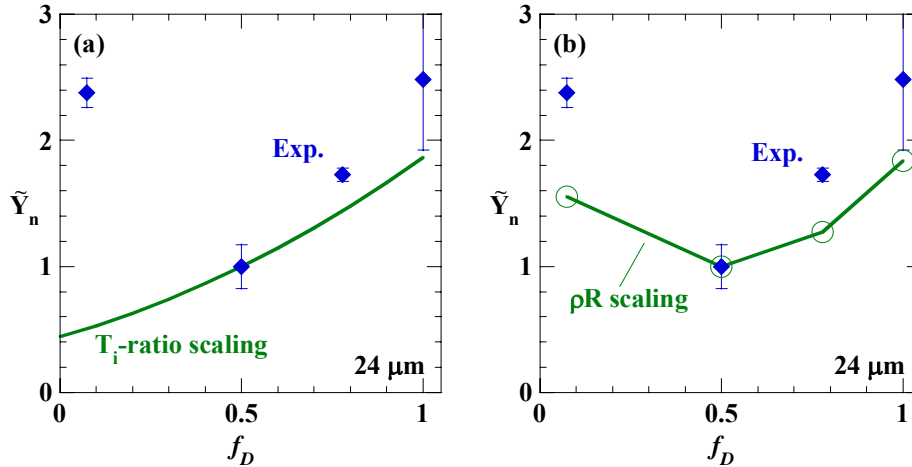 3
(a)
2
Exp.
Ỹn
1
Ti-ratio scaling
24 μm
0
0
0.5
1
fD
3
(b)
2
Exp.
Ỹn
1
ρR scaling
24 μm
0
0
0.5
1
fD